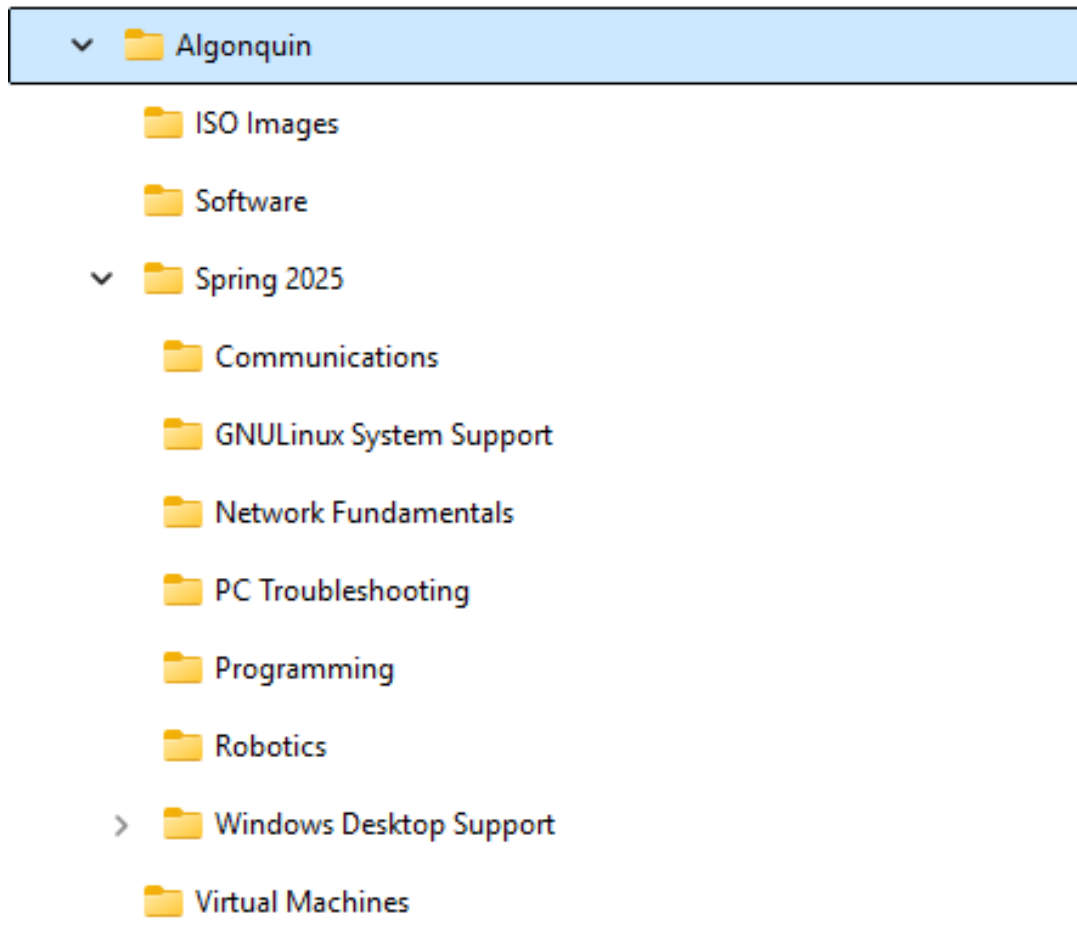 Algonquin
ISO Images
Software
Spring 2025
Communications
GNULinux System Support
Network Fundamentals
PC Troubleshooting
Programming
Robotics
Windows Desktop Support
Virtual Machines